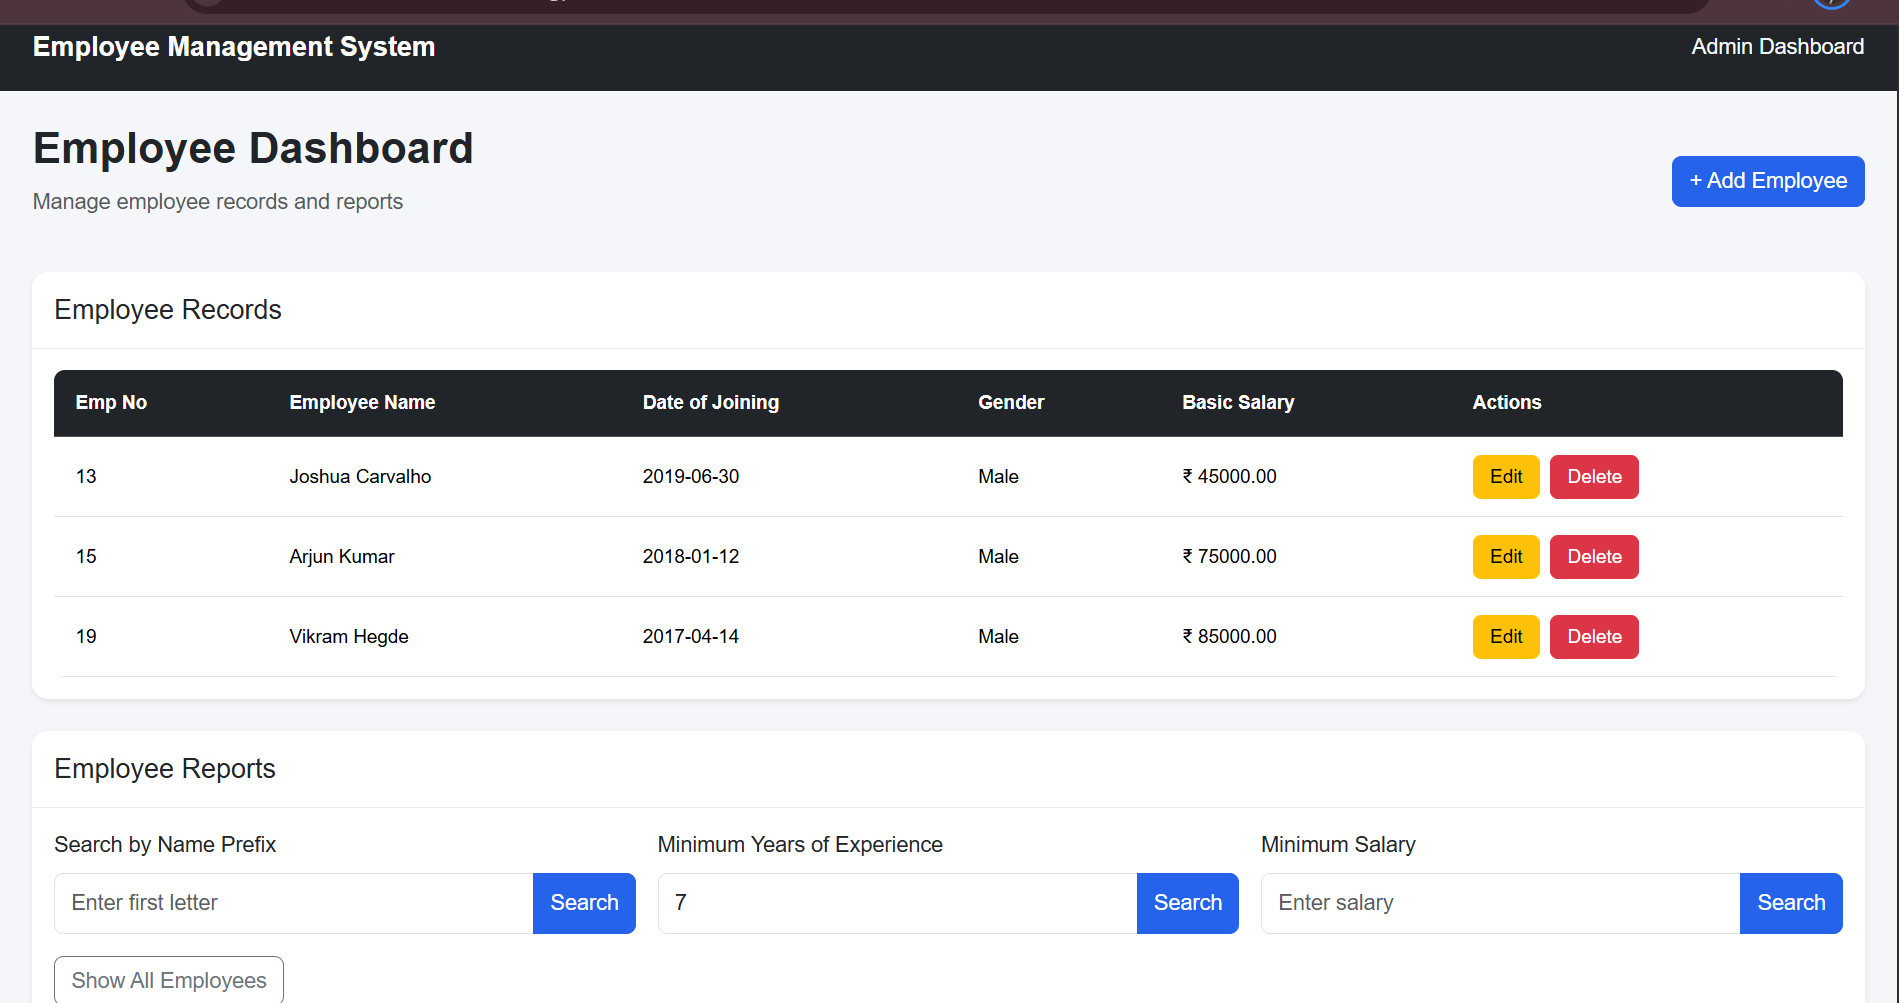 Employee Management System
Admin Dashboard
Employee Dashboard
Manage employee records and reports
+ Add Employee
Employee Records
Emp No Employee Name Date of Joining Gender Basic Salary Actions
13 Joshua Carvalho 2019-06-30 Male ₹ 45000.00 Edit Delete
15 Arjun Kumar 2018-01-12 Male ₹ 75000.00 Edit Delete
19 Vikram Hegde 2017-04-14 Male ₹ 85000.00 Edit Delete
Employee Reports
Search by Name Prefix Minimum Years of Experience Minimum Salary
Enter first letter Search 7 Search Enter salary Search
Show All Employees